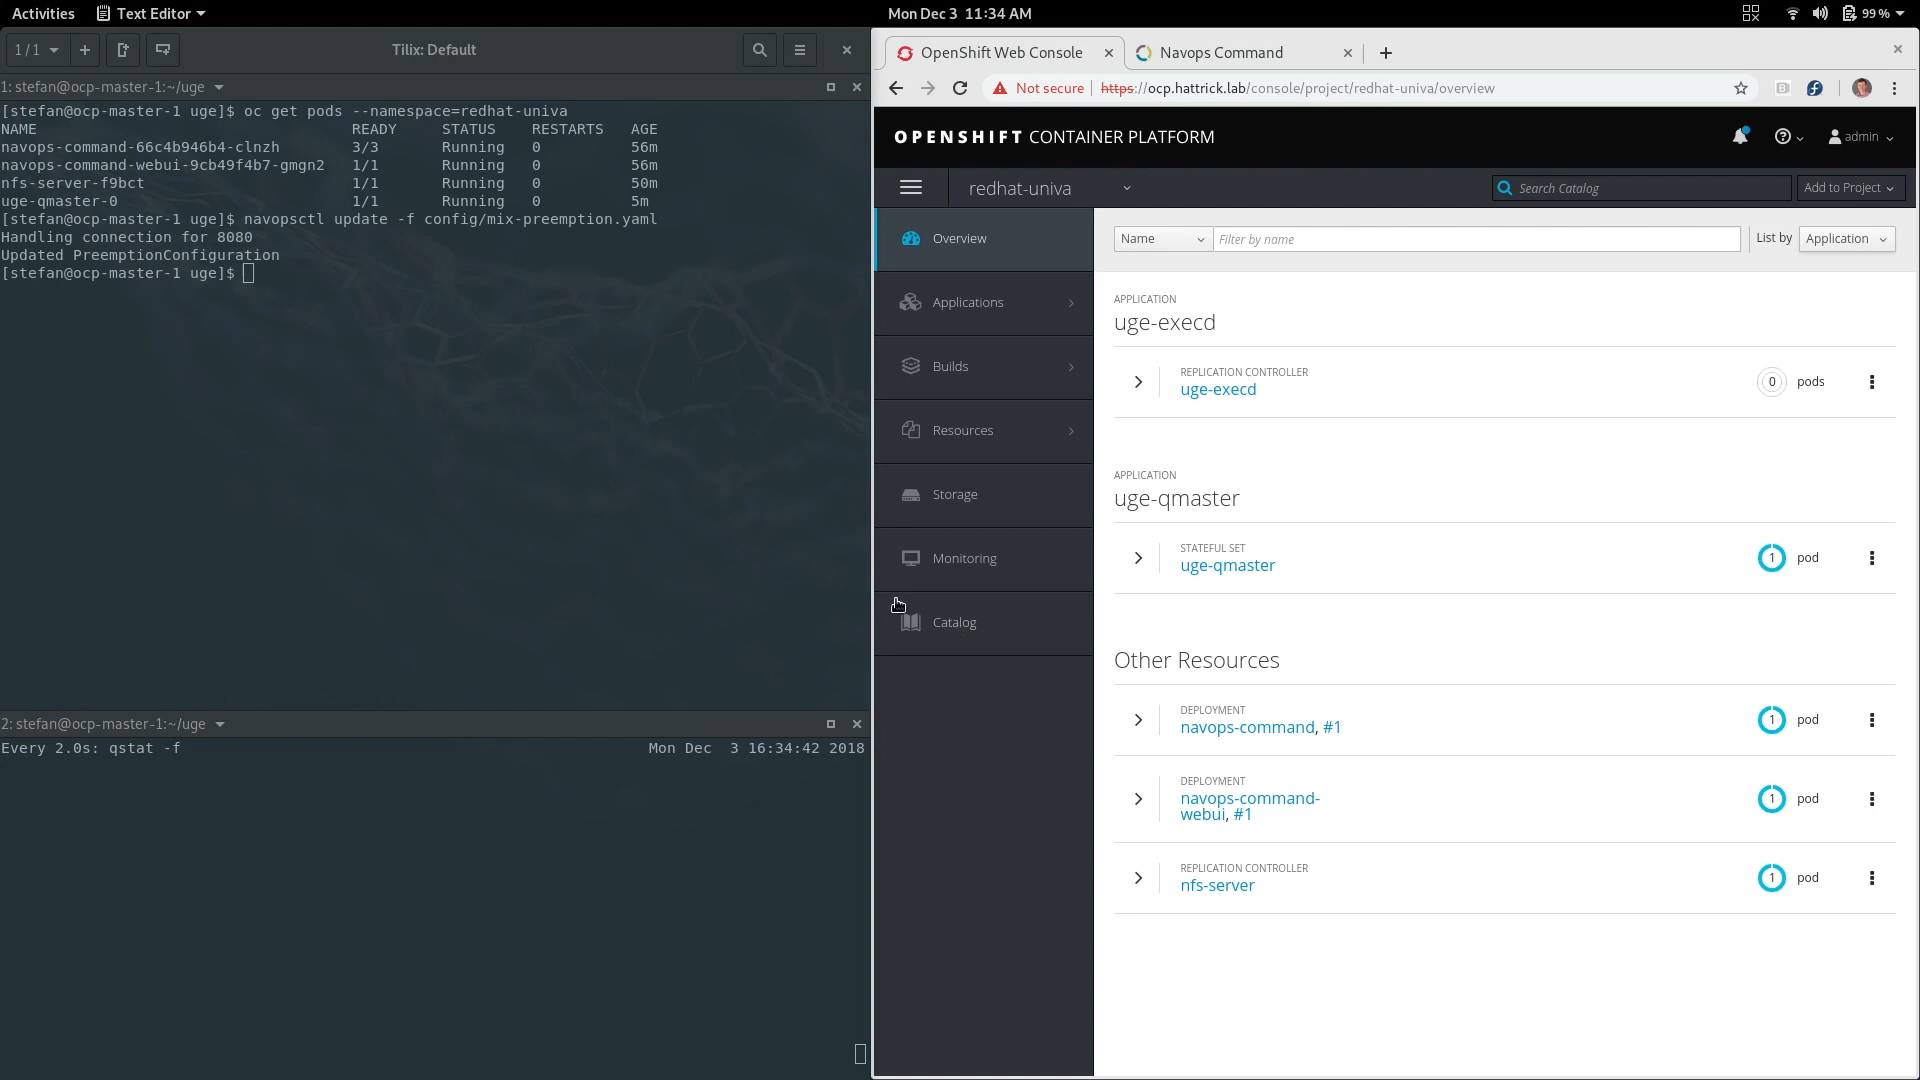 Activities Text Editor Mon Dec 3 11:34 AM 99 %
1 / 1 Tilix: Default
1: stefan@ocp-master-1:~/uge
[stefan@ocp-master-1 uge]$ oc get pods --namespace=redhat-univa
NAME READY STATUS RESTARTS AGE
navops-command-66c4b946b4-clnzh 3/3 Running 0 56m
navops-command-webui-9cb49f4b7-gmgn2 1/1 Running 0 56m
nfs-server-f9bct 1/1 Running 0 50m
uge-qmaster-0 1/1 Running 0 5m
[stefan@ocp-master-1 uge]$ navopsctl update -f config/mix-preemption.yaml
Handling connection for 8080
Updated PreemptionConfiguration
[stefan@ocp-master-1 uge]$
2: stefan@ocp-master-1:~/uge
Every 2.0s: qstat -f Mon Dec 3 16:34:42 2018
OpenShift Web Console Navops Command
Not secure https://ocp.hattrick.lab/console/project/redhat-univa/overview
OPENSHIFT CONTAINER PLATFORM admin
redhat-univa Search Catalog Add to Project
Overview
Applications
Builds
Resources
Storage
Monitoring
Catalog
Name Filter by name List by Application
APPLICATION
uge-execd
REPLICATION CONTROLLER
uge-execd 0 pods
APPLICATION
uge-qmaster
STATEFUL SET
uge-qmaster 1 pod
Other Resources
DEPLOYMENT
navops-command, #1 1 pod
DEPLOYMENT
navops-command-
webui, #1 1 pod
REPLICATION CONTROLLER
nfs-server 1 pod